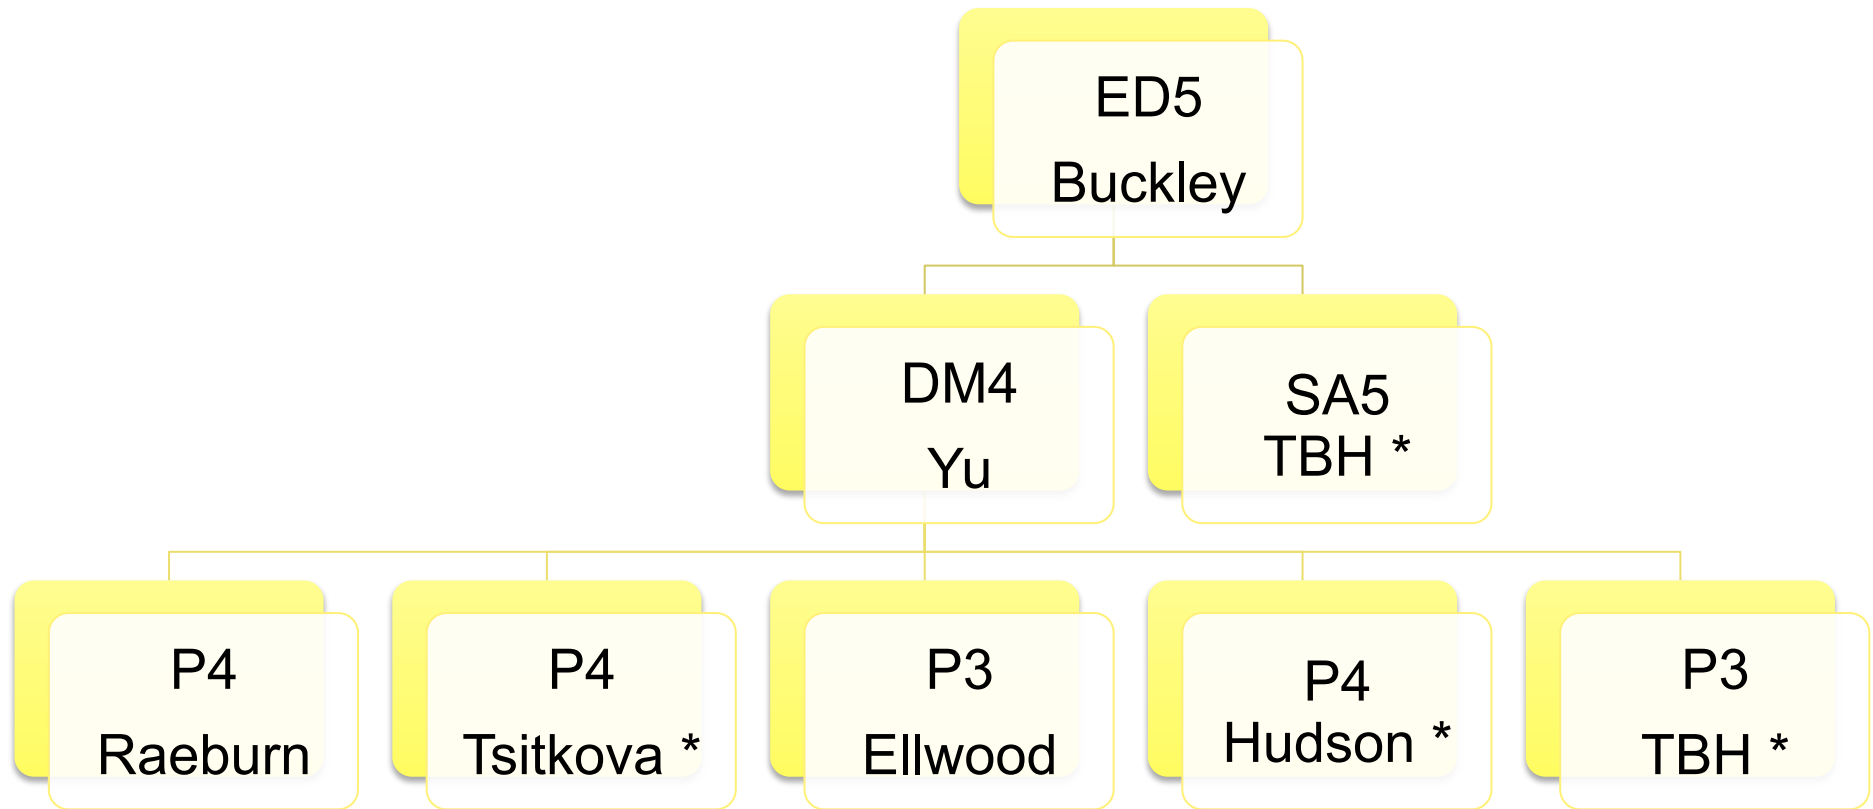 ED5
Buckley
DM4
Yu
SA5
TBH *
P4
Raeburn
P4
Tsitkova *
P3
Ellwood
P4
Hudson *
P3
TBH *